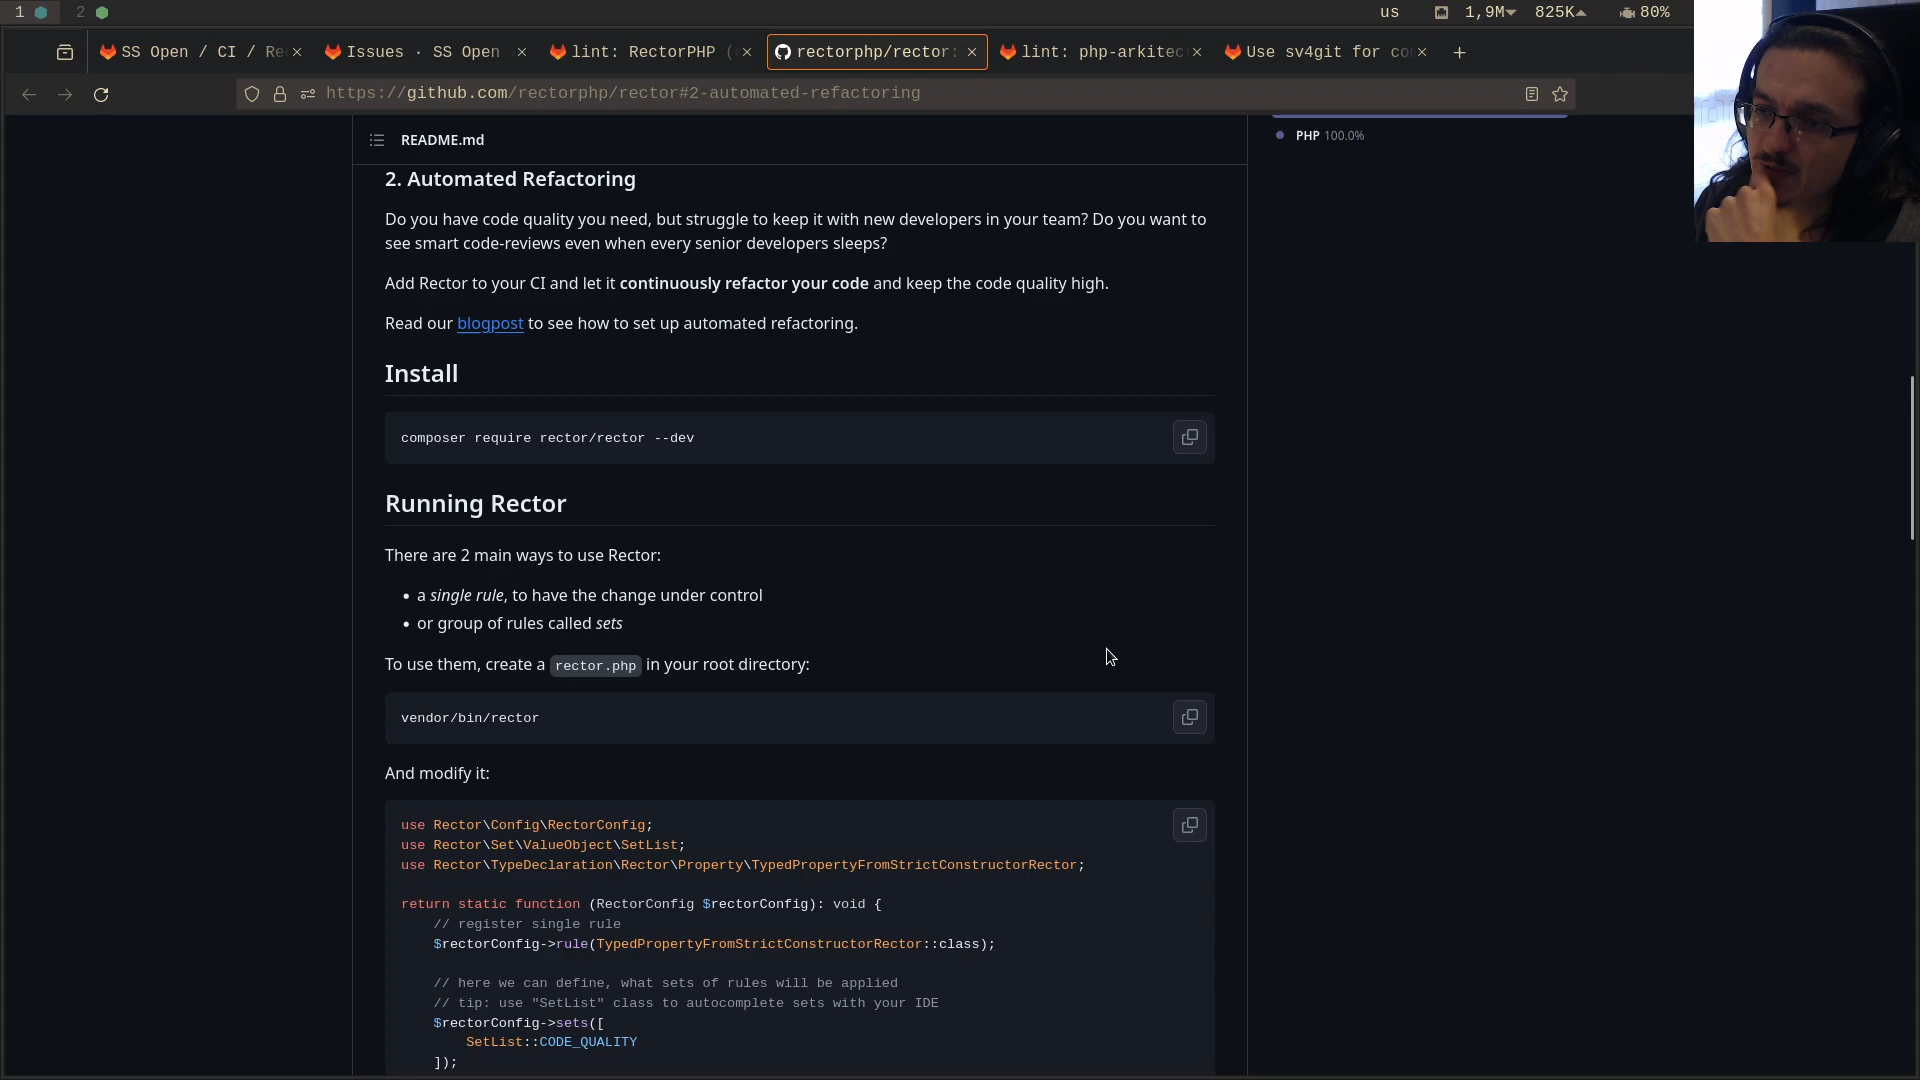 1 2 us 1,9M 825K 80%
SS Open / CI / Re Issues · SS Open lint: RectorPHP ( rectorphp/rector: lint: php-arkitec Use sv4git for co
https://github.com/rectorphp/rector#2-automated-refactoring
README.md
PHP 100.0%
2. Automated Refactoring
Do you have code quality you need, but struggle to keep it with new developers in your team? Do you want to
see smart code-reviews even when every senior developers sleeps?
Add Rector to your CI and let it continuously refactor your code and keep the code quality high.
Read our blogpost to see how to set up automated refactoring.
Install
composer require rector/rector --dev
Running Rector
There are 2 main ways to use Rector:
• a single rule, to have the change under control
• or group of rules called sets
To use them, create a rector.php in your root directory:
vendor/bin/rector
And modify it:
use Rector\Config\RectorConfig;
use Rector\Set\ValueObject\SetList;
use Rector\TypeDeclaration\Rector\Property\TypedPropertyFromStrictConstructorRector;
return static function (RectorConfig $rectorConfig): void {
// register single rule
$rectorConfig->rule(TypedPropertyFromStrictConstructorRector::class);
// here we can define, what sets of rules will be applied
// tip: use "SetList" class to autocomplete sets with your IDE
$rectorConfig->sets([
SetList::CODE_QUALITY
]);